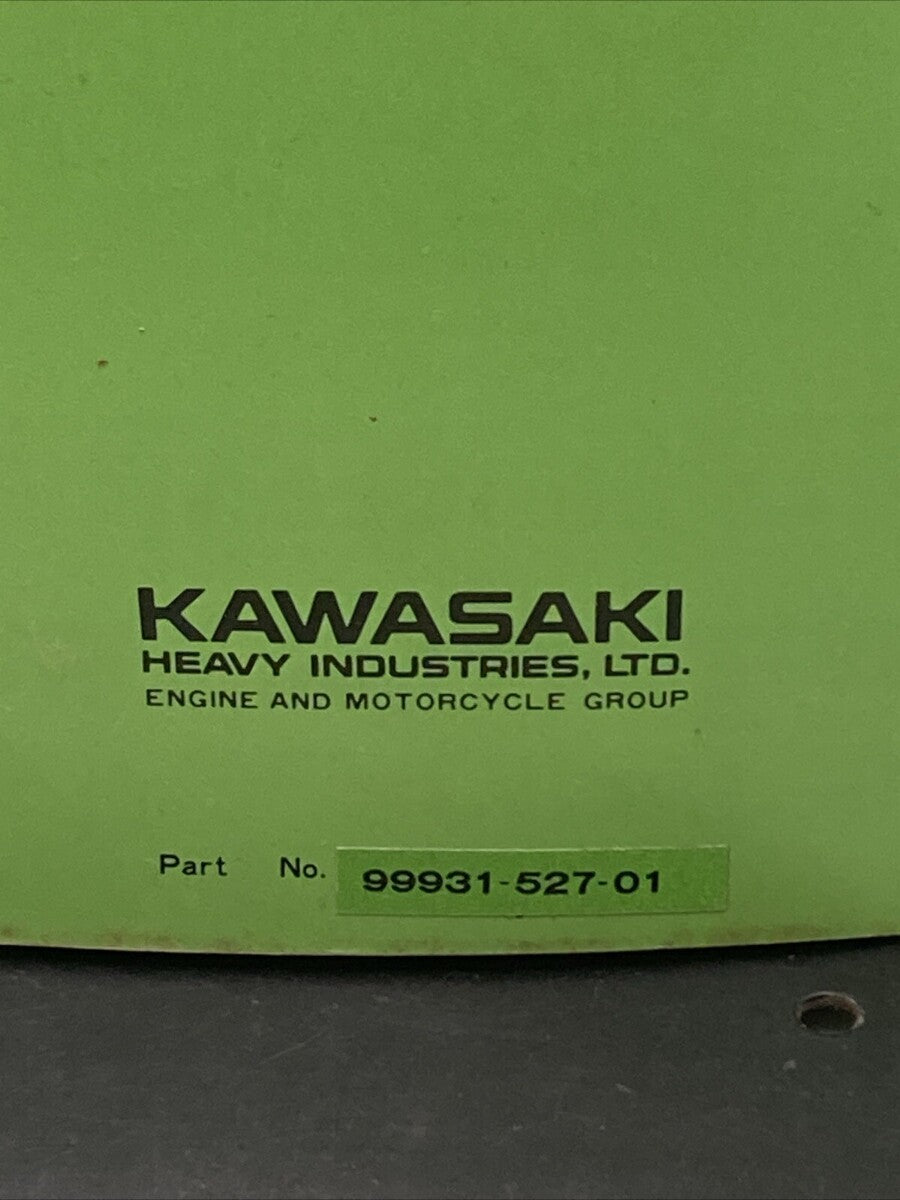 KAWASAKI
HEAVY INDUSTRIES, LTD.
ENGINE AND MOTORCYCLE GROUP
Part No. 99931-527-01